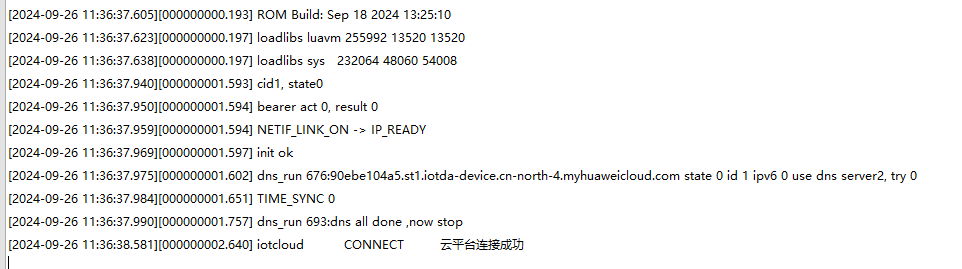 [2024-09-26 11:36:37.605][000000000.193] ROM Build: Sep 18 2024 13:25:10
[2024-09-26 11:36:37.623][000000000.197] loadlibs luavm 255992 13520 13520
[2024-09-26 11:36:37.638][000000000.197] loadlibs sys   232064 48060 54008
[2024-09-26 11:36:37.940][000000001.593] cid1, state0
[2024-09-26 11:36:37.950][000000001.594] bearer act 0, result 0
[2024-09-26 11:36:37.959][000000001.594] NETIF_LINK_ON -> IP_READY
[2024-09-26 11:36:37.969][000000001.597] init ok
[2024-09-26 11:36:37.975][000000001.602] dns_run 676:90ebe104a5.st1.iotda-device.cn-north-4.myhuaweicloud.com state 0 id 1 ipv6 0 use dns server2, try 0
[2024-09-26 11:36:37.984][000000001.651] TIME_SYNC 0
[2024-09-26 11:36:37.990][000000001.757] dns_run 693:dns all done ,now stop
[2024-09-26 11:36:38.581][000000002.640] iotcloud	CONNECT	云平台连接成功